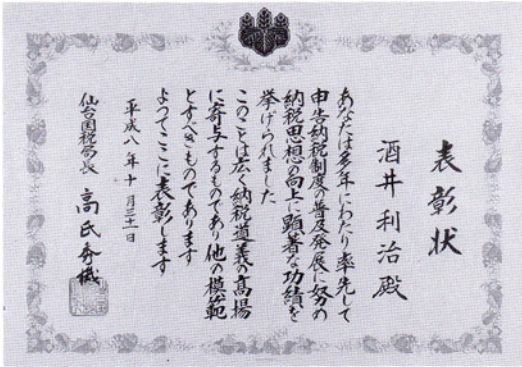 表彰状
酒井利治殿
あなたは多年にわたり率先して
申告納税制度の普及発展に努め
納税思想の向上に顕著な功績を
挙げられました
このことは広く納税道義の高揚
に寄与するものであり他の模範
とすべきものであります
よってここに表彰します
平成八年十月三十一日
仙台国税局長 高氏秀機